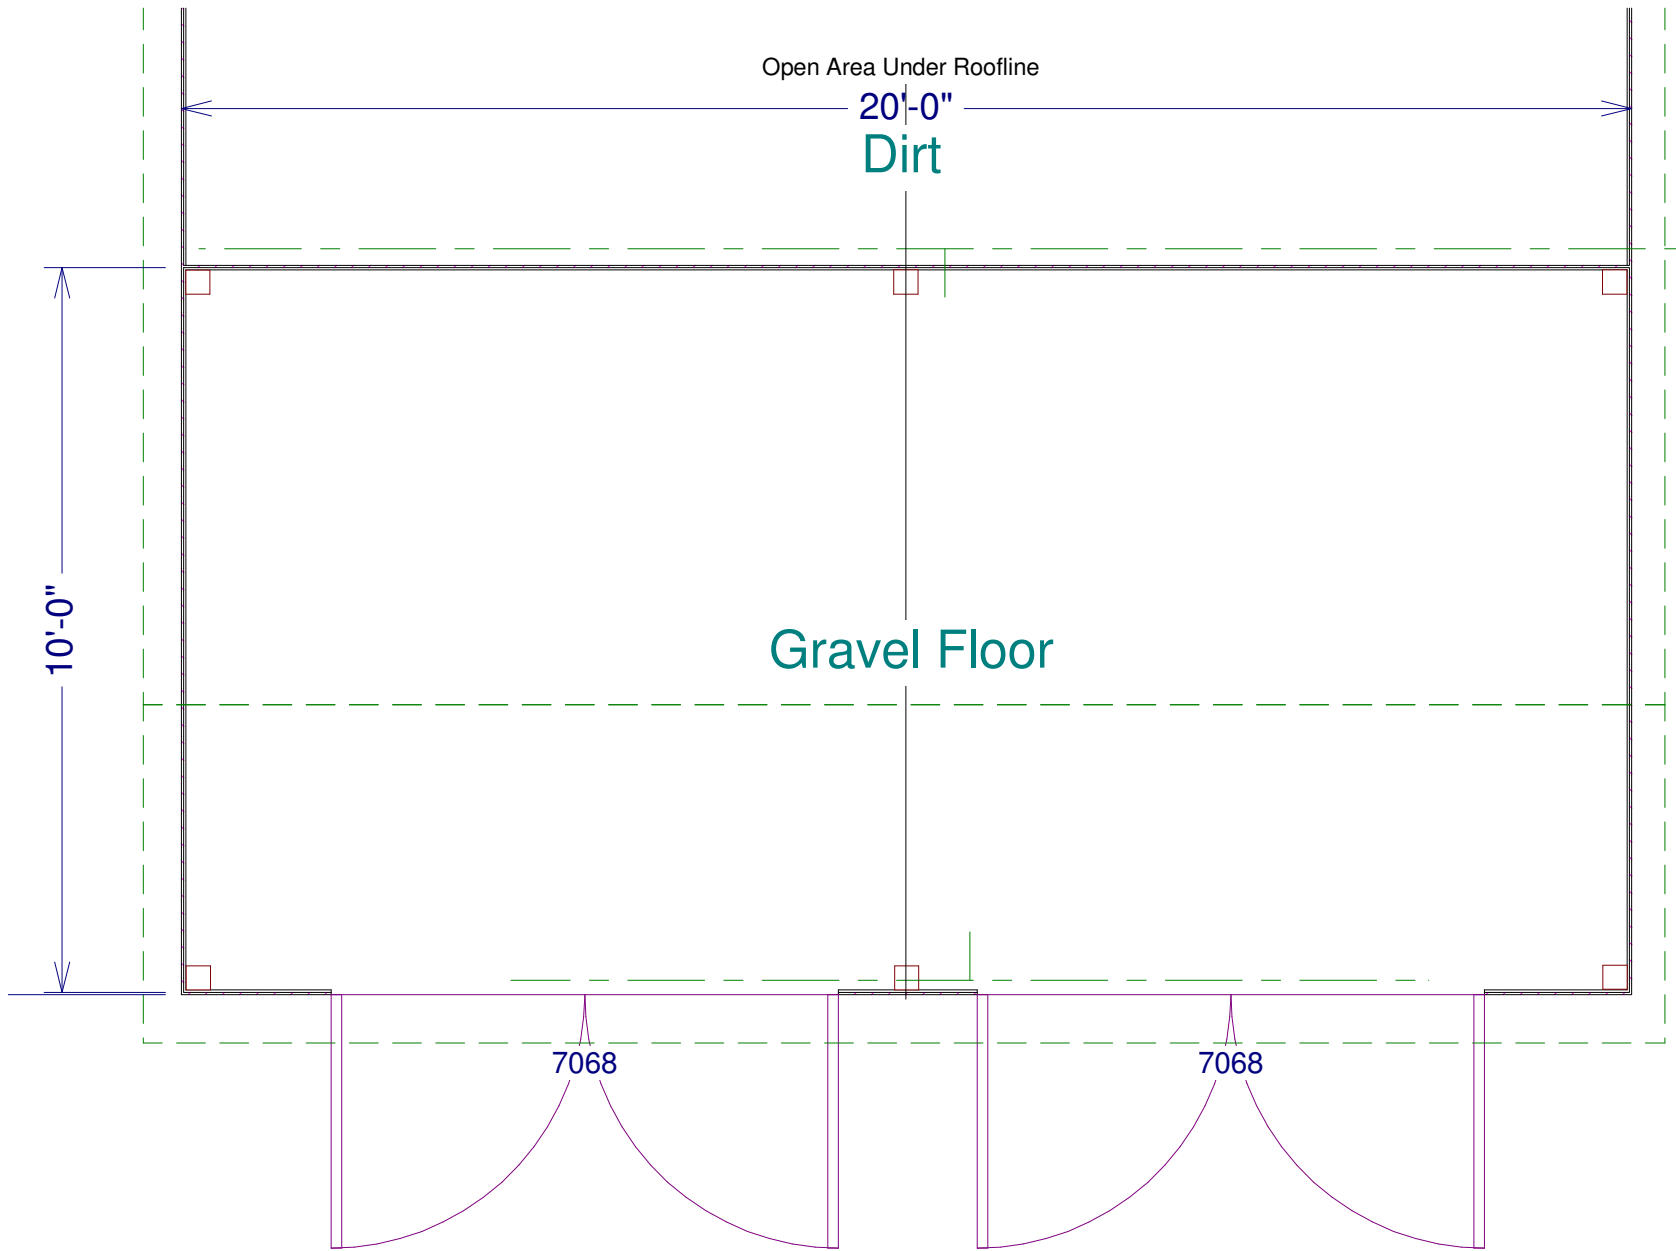 Open Area Under Roofline
20'-0"
Dirt
10'-0"
Gravel Floor
7068
7068